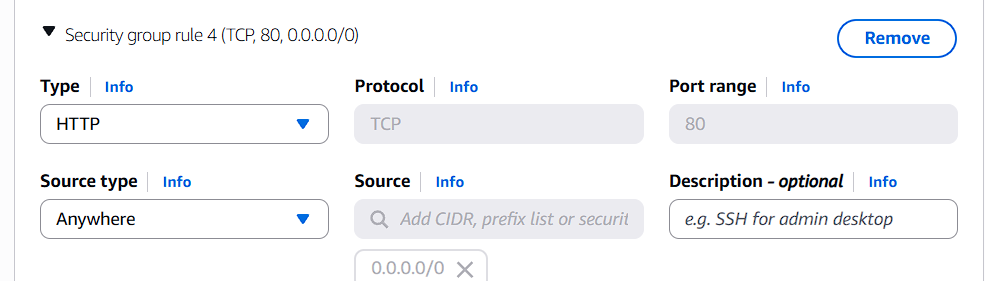 Security group rule 4 (TCP, 80, 0.0.0.0/0)
Remove
Type Info
Protocol Info
Port range Info
HTTP
TCP
80
Source type Info
Source Info
Description - optional Info
Anywhere
Add CIDR, prefix list or securit
e.g. SSH for admin desktop
0.0.0.0/0